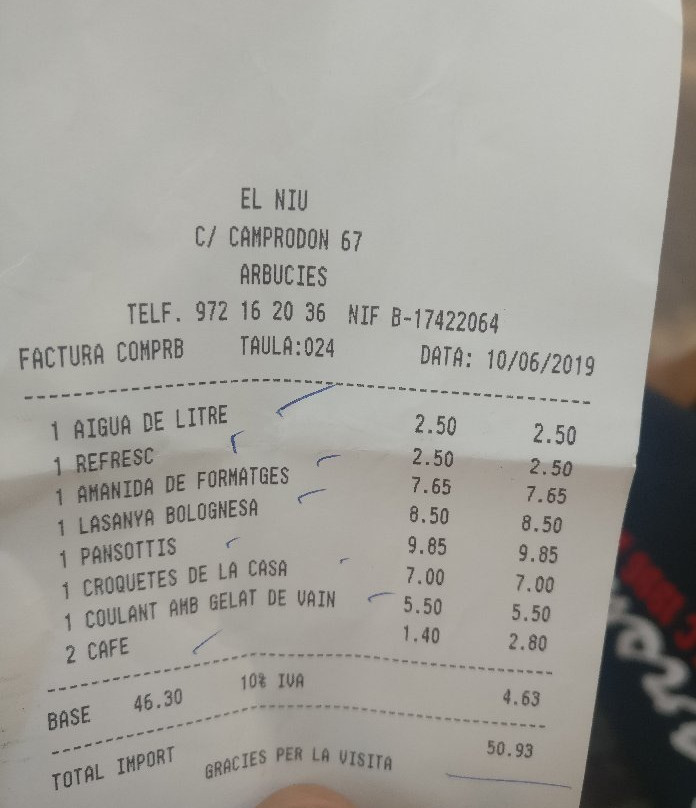 EL NIU
C/ CAMPRODON 67
ARBUCIES
TELF. 972 16 20 36 NIF B-17422064
FACTURA COMPRB TAULA:024 DATA: 10/06/2019
1 AIGUA DE LITRE 2.50 2.50
1 REFRESC 2.50 2.50
1 AMANIDA DE FORMATGES 7.65 7.65
1 LASANYA BOLOGNESA 8.50 8.50
1 PANSOTTIS 9.85 9.85
1 CROQUETES DE LA CASA 7.00 7.00
1 COULANT AMB GELAT DE VAIN 5.50 5.50
2 CAFE 1.40 2.80
BASE 46.30 10% IVA 4.63
TOTAL IMPORT 50.93
GRACIES PER LA VISITA